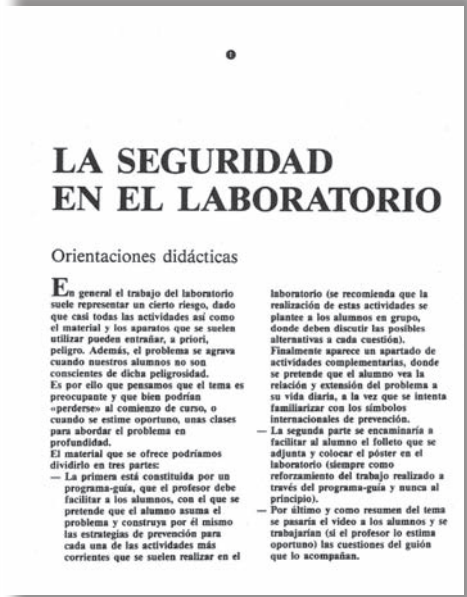 1
LA SEGURIDAD
EN EL LABORATORIO
Orientaciones didácticas
En general el trabajo del laboratorio
suele representar un cierto riesgo, dado
que casi todas las actividades así como
el material y los aparatos que se suelen
utilizar pueden entrañar, a priori,
peligro. Además, el problema se agrava
cuando nuestros alumnos no son
conscientes de dicha peligrosidad.
Es por ello que pensamos que el tema es
preocupante y que bien podrían
«perderse» al comienzo de curso, o
cuando se estime oportuno, unas clases
para abordar el problema en
profundidad.
El material que se ofrece podríamos
dividirlo en tres partes:
— La primera está constituida por un
programa-guía, que el profesor debe
facilitar a los alumnos, con el que se
pretende que el alumno asuma el
problema y construya por él mismo
las estrategias de prevención para
cada una de las actividades más
corrientes que se suelen realizar en el
laboratorio (se recomienda que la
realización de estas actividades se
plantee a los alumnos en grupo,
donde deben discutir las posibles
alternativas a cada cuestión).
Finalmente aparece un apartado de
actividades complementarias, donde
se pretende que el alumno vea la
relación y extensión del problema a
su vida diaria, a la vez que se intenta
familiarizar con los símbolos
internacionales de prevención.
— La segunda parte se encaminaría a
facilitar al alumno el folleto que se
adjunta y colocar el póster en el
laboratorio (siempre como
reforzamiento del trabajo realizado a
través del programa-guía y nunca al
principio).
— Por último y como resumen del tema
se pasaría el video a los alumnos y se
trabajarían (si el profesor lo estima
oportuno) las cuestiones del guión
que lo acompañan.